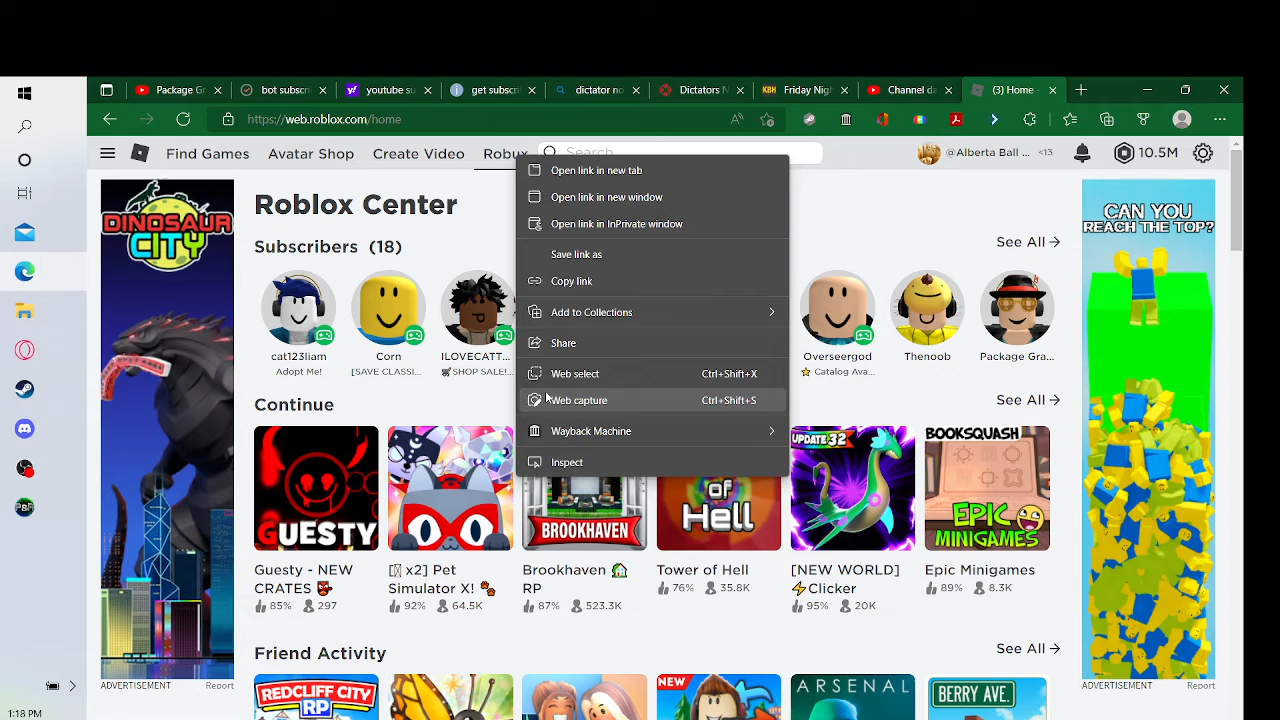 Package Gr
bot subscri
youtube su
get subscri
dictator no
Dictators N
KBH
Friday Nigh
Channel da
(3) Home -
https://web.roblox.com/home
Find Games
Avatar Shop
Create Video
Robux
Search
@Alberta Ball ...
<13
10.5M
Open link in new tab
Open link in new window
Open link in InPrivate window
Save link as
Copy link
Add to Collections
Share
Web select Ctrl+Shift+X
Web capture Ctrl+Shift+S
Wayback Machine
Inspect
DINOSAUR
CITY
Roblox Center
Subscribers (18)
See All →
cat123liam
Adopt Me!
Corn
[SAVE CLASSI...
ILOVECATT...
SHOP SALE!...
Overseergod
⭐ Catalog Ava...
Thenoob
Package Gra...
Continue
See All →
GUESTY
BROOKHAVEN
of
Hell
UPDATE 32
BOOKSQUASH
EPIC
MINIGAMES
Guesty - NEW
CRATES 👺
85% 297
x2] Pet
Simulator X! 🐾
92% 64.5K
Brookhaven 🏠
RP
87% 523.3K
Tower of Hell
76% 35.8K
[NEW WORLD]
⚡Clicker
95% 20K
Epic Minigames
89% 8.3K
Friend Activity
See All →
REDCLIFF CITY
RP
NEW
ARSENAL
BERRY AVE.
ADVERTISEMENT
Report
CAN YOU
REACH THE TOP?
ADVERTISEMENT
Report
1:18 PM